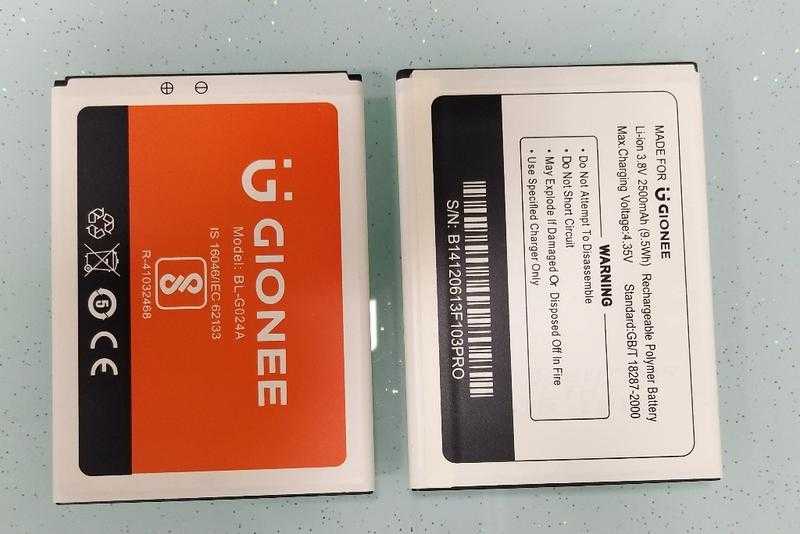 GIONEE
Model: BL-G024A
IS 16046/IEC 62133
R-41032468
5
CE
MADE FOR GIONEE
Li-ion 3.8V 2500mAh (9.5Wh) Rechargeable Polymer Battery
Max.Charging Voltage:4.35V Standard:GB/T 18287-2000
WARNING
• Do Not Attempt To Disassemble
• Do Not Short Circuit
• May Explode If Damaged Or Disposed Off In Fire
• Use Specified Charger Only
S/N: B14120613F103PRO